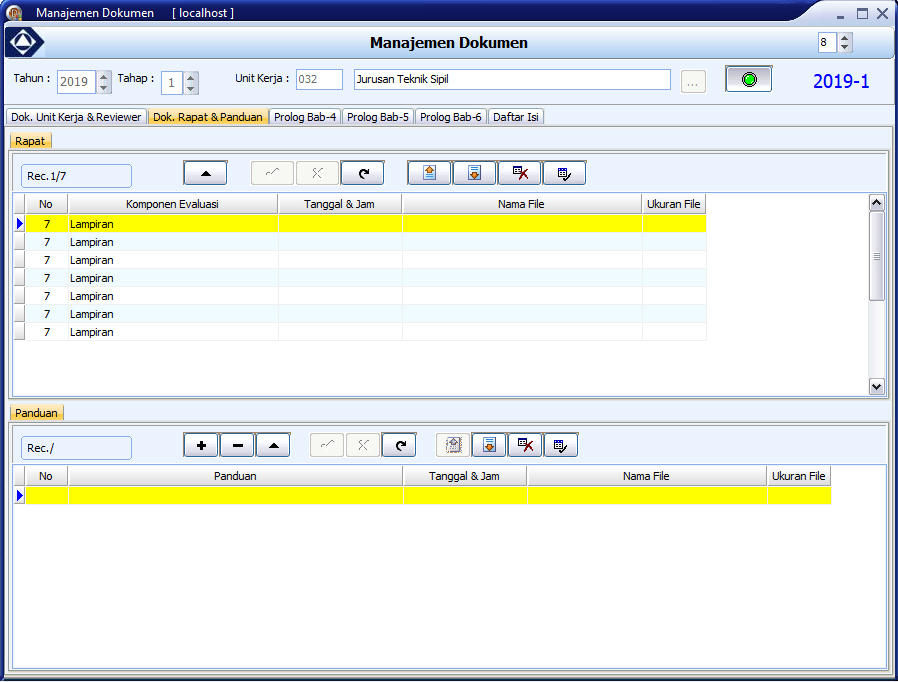 Manajemen Dokumen [ localhost ]
Manajemen Dokumen
8
Tahun : 2019 Tahap : 1 Unit Kerja : 032 Jurusan Teknik Sipil ... 2019-1
Dok. Unit Kerja & Reviewer Dok. Rapat & Panduan Prolog Bab-4 Prolog Bab-5 Prolog Bab-6 Daftar Isi
Rapat
Rec.1/7
No Komponen Evaluasi Tanggal & Jam Nama File Ukuran File
7 Lampiran
7 Lampiran
7 Lampiran
7 Lampiran
7 Lampiran
7 Lampiran
7 Lampiran
Panduan
Rec./
No Panduan Tanggal & Jam Nama File Ukuran File